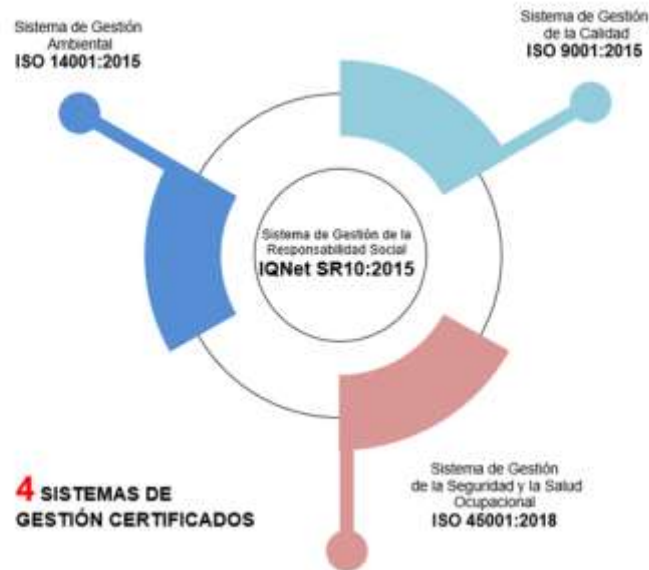 Sistema de Gestión
Ambiental
ISO 14001:2015
Sistema de Gestión
de la Calidad
ISO 9001:2015
Sistema de Gestión de la
Responsabilidad Social
IQNet SR10:2015
4 SISTEMAS DE
GESTIÓN CERTIFICADOS
Sistema de Gestión
de la Seguridad y la Salud
Ocupacional
ISO 45001:2018